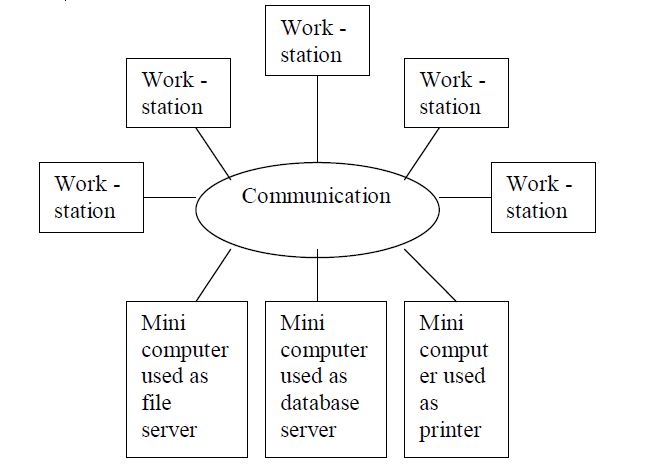 Work -
station
Work -
station
Work -
station
Work -
station
Communication
Work -
station
Mini
computer
used as
file
server
Mini
computer
used as
database
server
Mini
comput
er used
as
printer